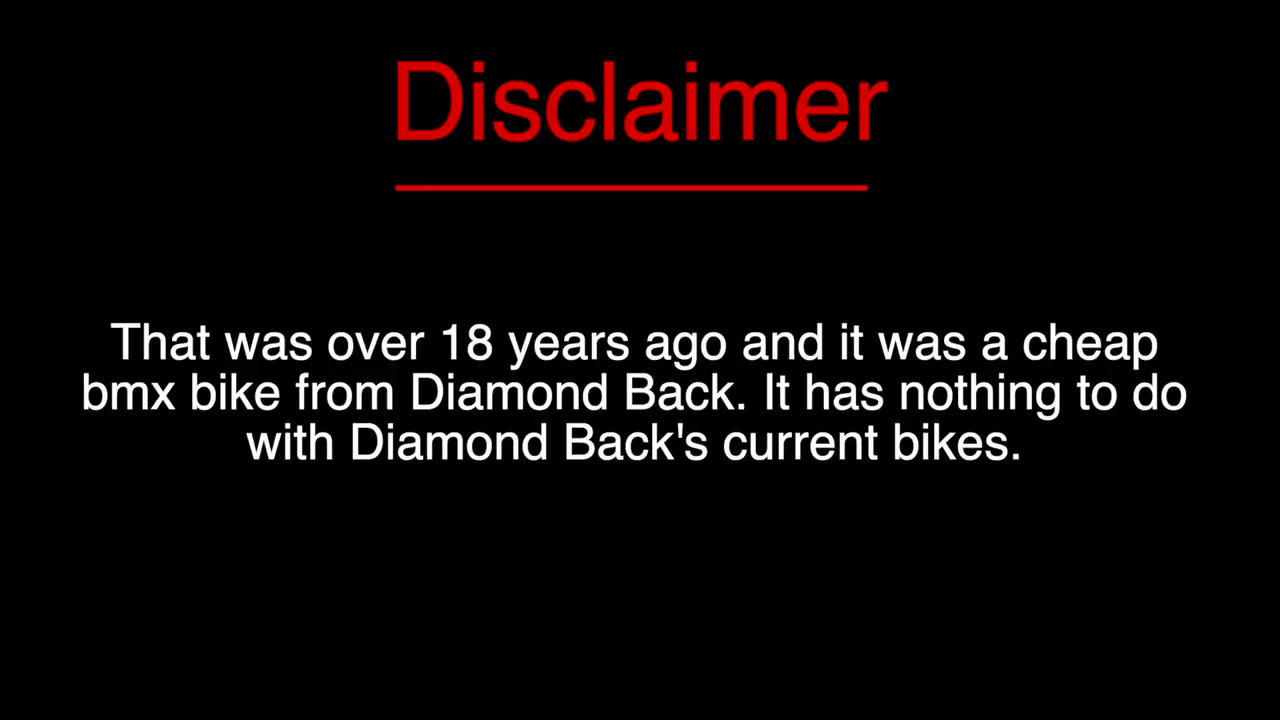 Disclaimer
That was over 18 years ago and it was a cheap
bmx bike from Diamond Back. It has nothing to do
with Diamond Back's current bikes.